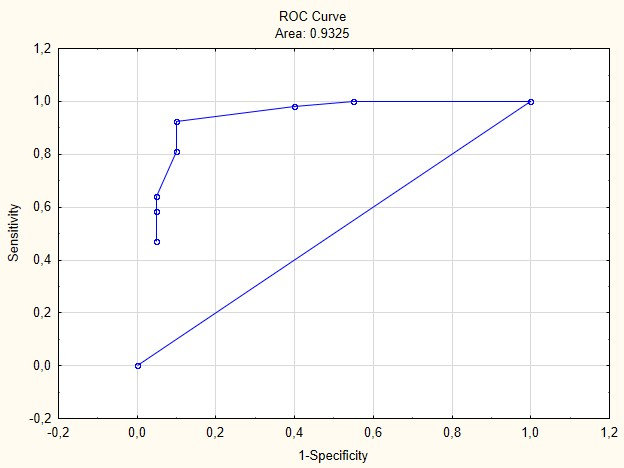 ROC Curve
Area: 0.9325
1,2
1,0
0,8
0,6
0,4
0,2
0,0
-0,2
Sensitivity
-0,2 0,0 0,2 0,4 0,6 0,8 1,0 1,2
1-Specificity